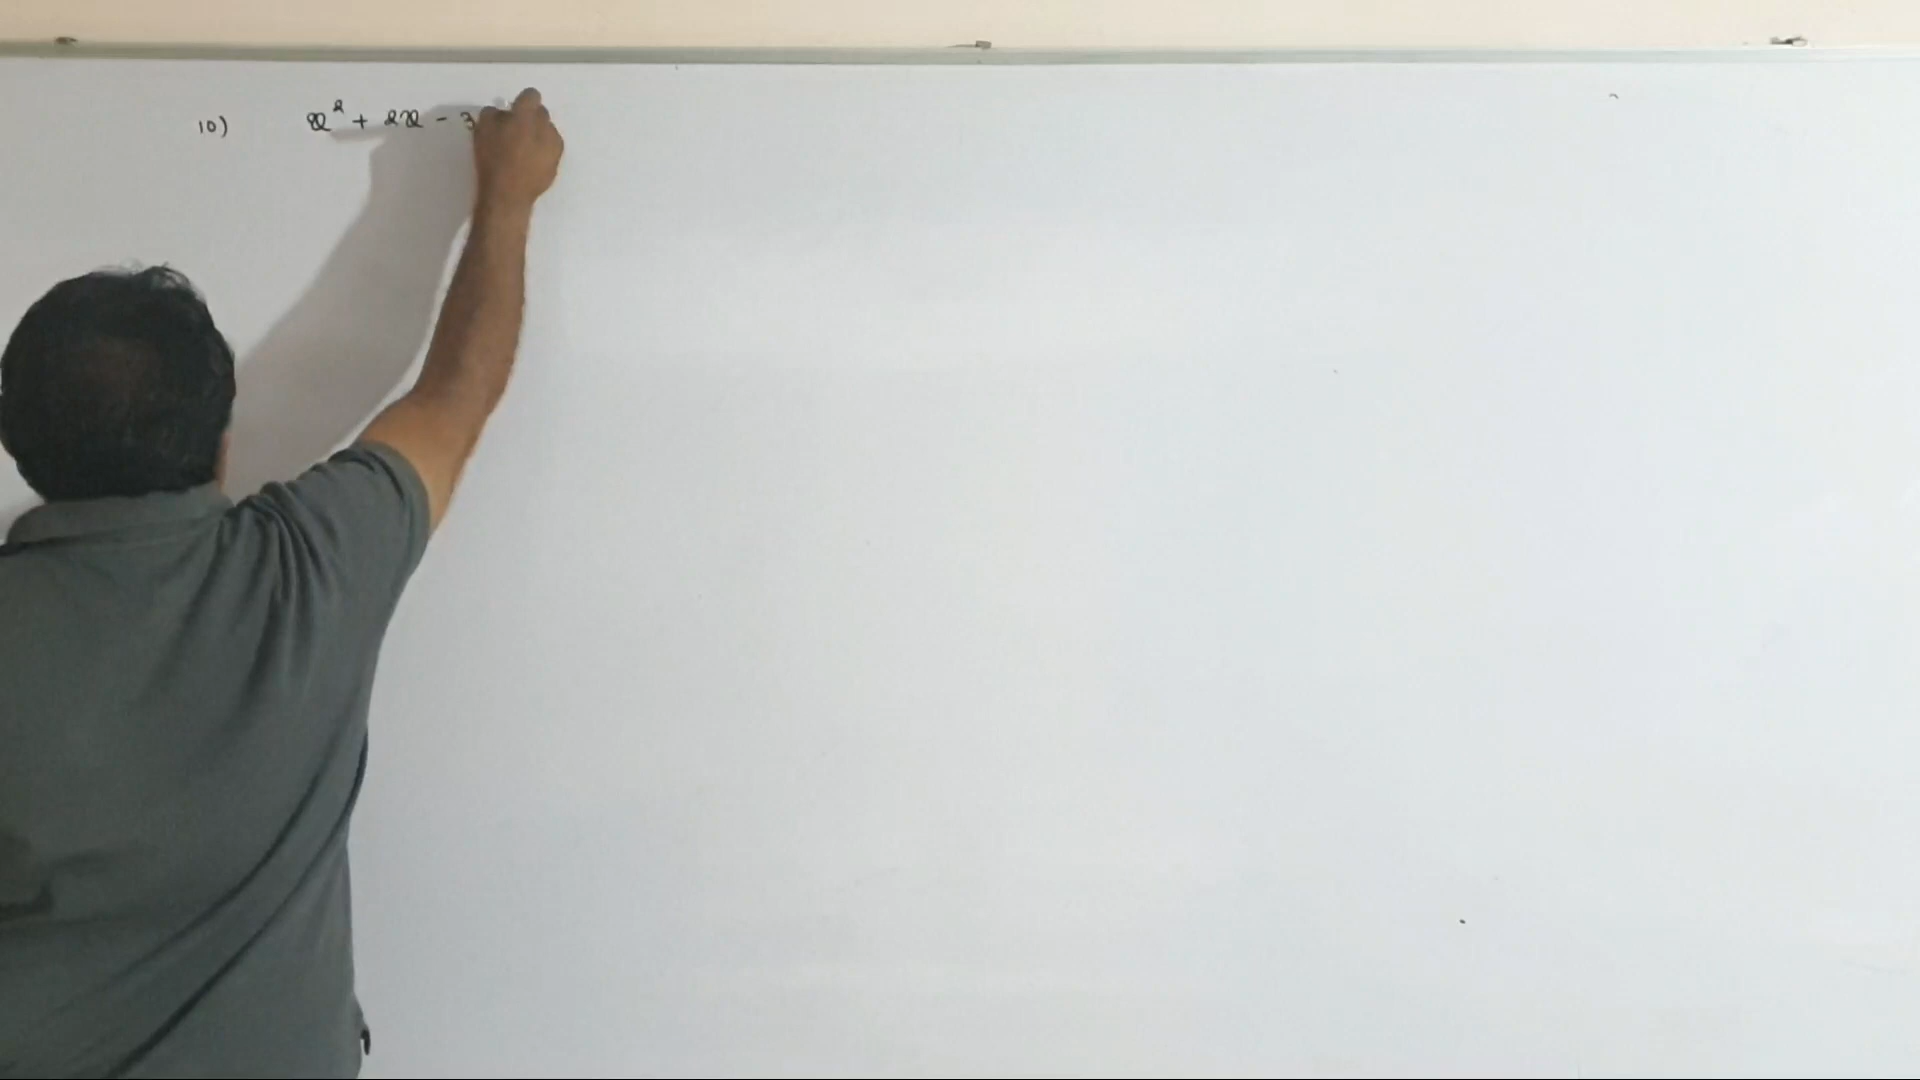 10) x² + 2x - 3